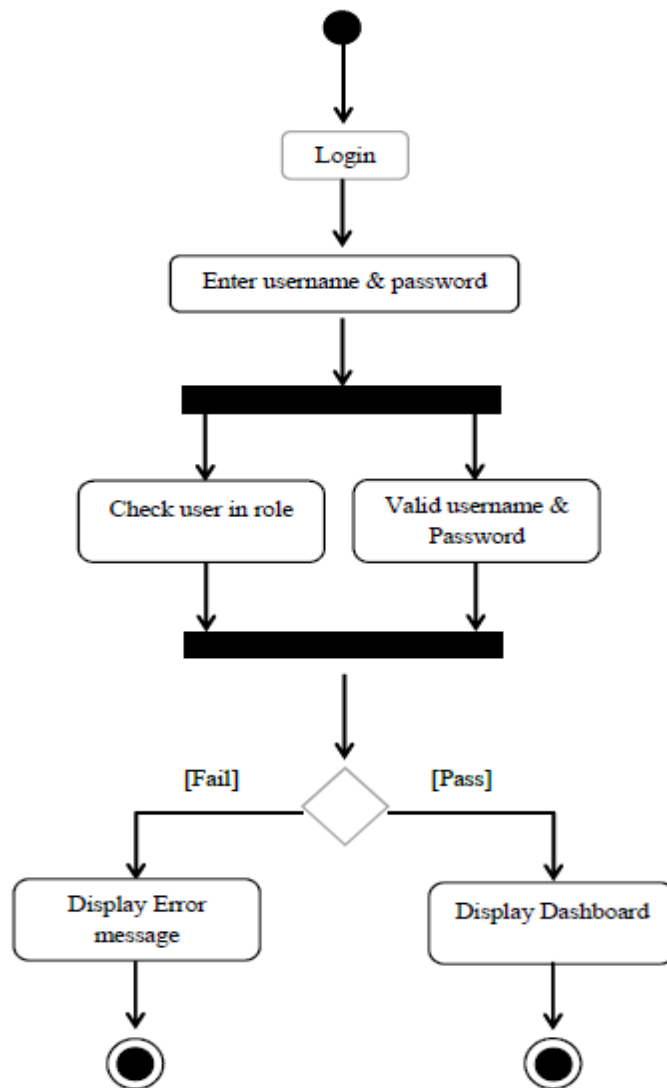 Login
Enter username & password
Check user in role
Valid username &
Password
[Fail]
[Pass]
Display Error
message
Display Dashboard